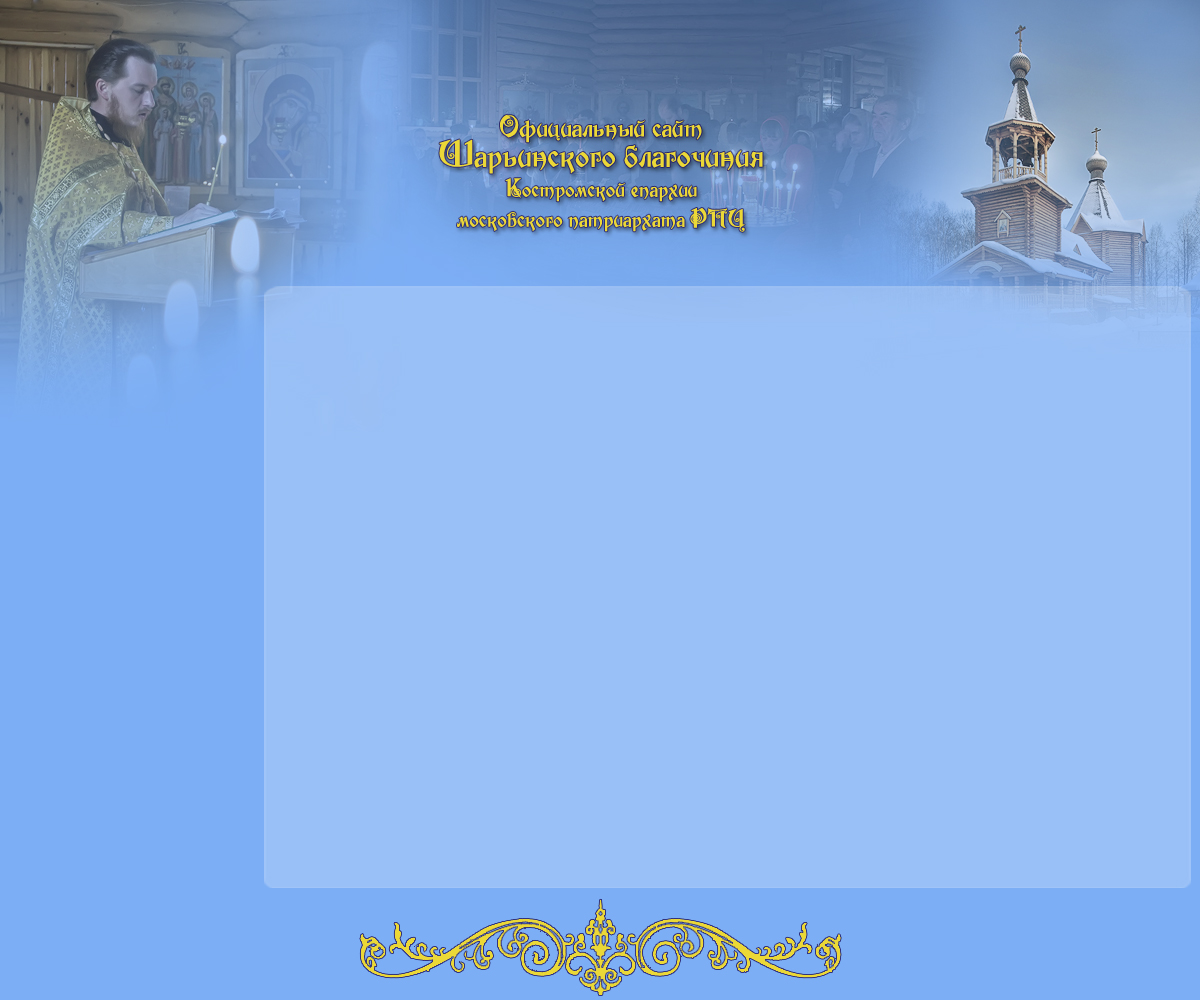 Официальный сайт
Шарьинского благочиния
Костромской епархии
московского патриархата РПЦ